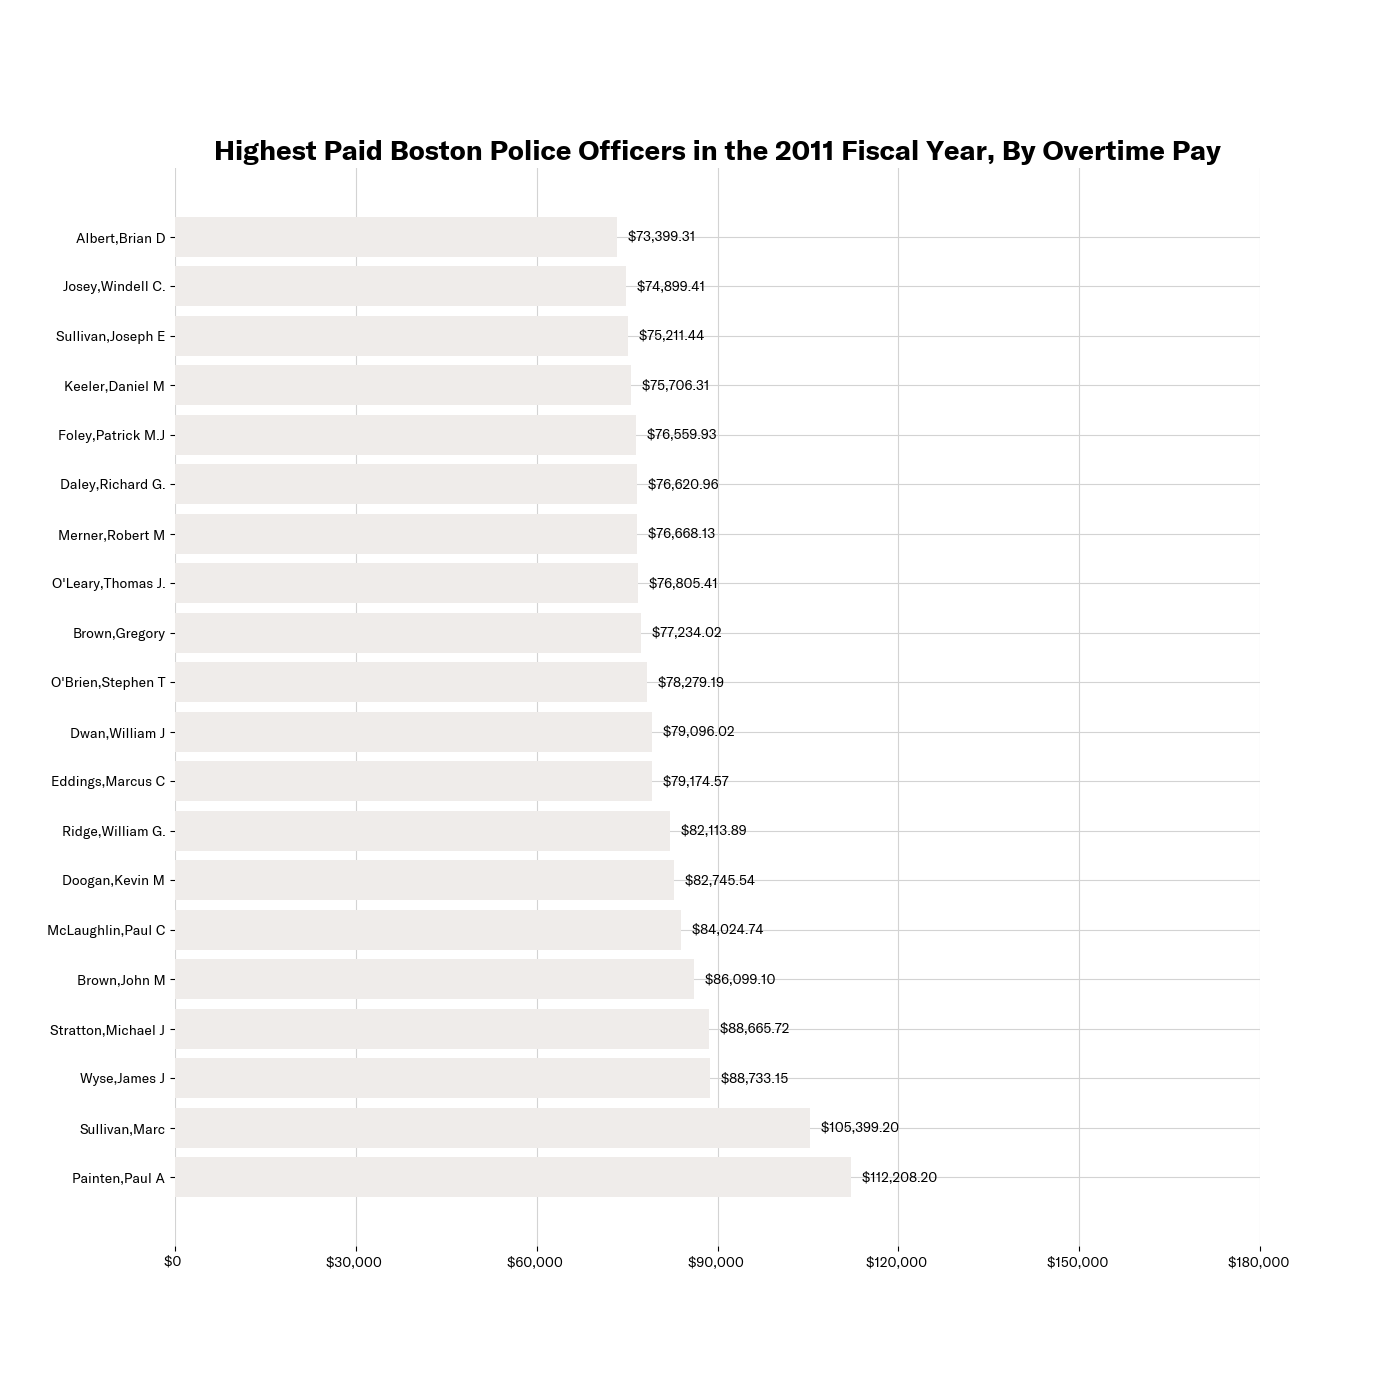 Highest Paid Boston Police Officers in the 2011 Fiscal Year, By Overtime Pay
Albert,Brian D $73,399.31
Josey,Windell C. $74,899.41
Sullivan,Joseph E $75,211.44
Keeler,Daniel M $75,706.31
Foley,Patrick M.J $76,559.93
Daley,Richard G. $76,620.96
Merner,Robert M $76,668.13
O'Leary,Thomas J. $76,805.41
Brown,Gregory $77,234.02
O'Brien,Stephen T $78,279.19
Dwan,William J $79,096.02
Eddings,Marcus C $79,174.57
Ridge,William G. $82,113.89
Doogan,Kevin M $82,745.54
McLaughlin,Paul C $84,024.74
Brown,John M $86,099.10
Stratton,Michael J $88,665.72
Wyse,James J $88,733.15
Sullivan,Marc $105,399.20
Painten,Paul A $112,208.20
$0 $30,000 $60,000 $90,000 $120,000 $150,000 $180,000